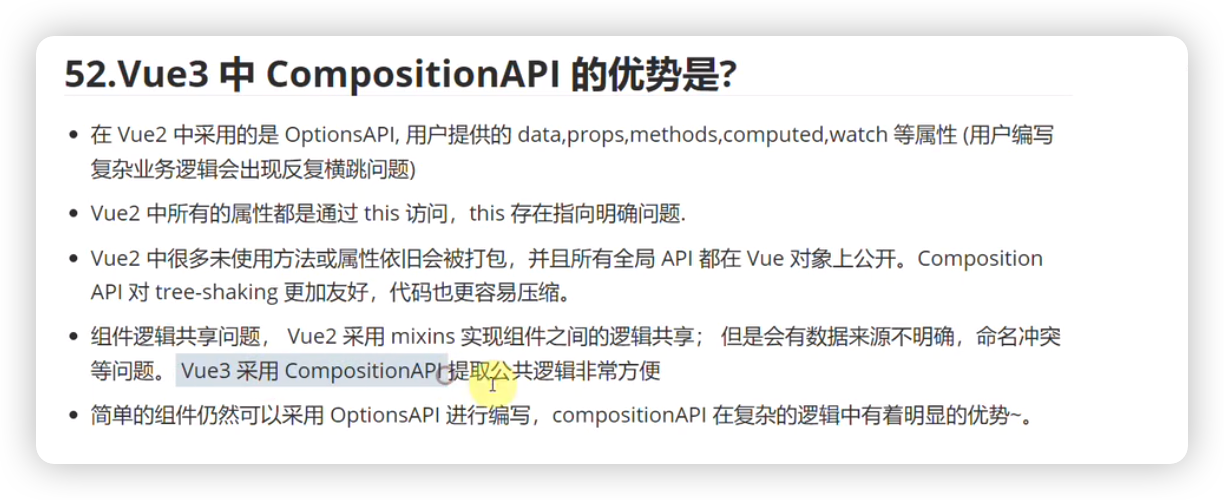 52.Vue3 中 CompositionAPI 的优势是?
在 Vue2 中采用的是 OptionsAPI, 用户提供的 data,props,methods,computed,watch 等属性 (用户编写
复杂业务逻辑会出现反复横跳问题)
Vue2 中所有的属性都是通过 this 访问，this 存在指向明确问题.
Vue2 中很多未使用方法或属性依旧会被打包，并且所有全局 API 都在 Vue 对象上公开。Composition
API 对 tree-shaking 更加友好，代码也更容易压缩。
组件逻辑共享问题， Vue2 采用 mixins 实现组件之间的逻辑共享； 但是会有数据来源不明确，命名冲突
等问题。 Vue3 采用 CompositionAPI 提取公共逻辑非常方便
简单的组件仍然可以采用 OptionsAPI 进行编写，compositionAPI 在复杂的逻辑中有着明显的优势~。